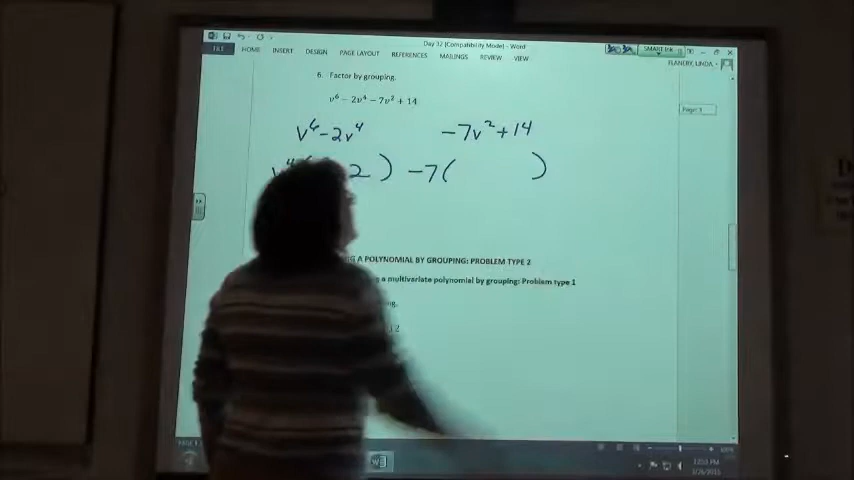 Day 32 [Compatibility Mode] - Word
FILE HOME INSERT DESIGN PAGE LAYOUT REFERENCES MAILINGS REVIEW VIEW
FLANERY, LINDA
6. Factor by grouping.
v⁶ − 2v⁴ − 7v² + 14
v⁶ − 2v⁴ −7v² + 14
2) −7( )
A POLYNOMIAL BY GROUPING: PROBLEM TYPE 2
a multivariate polynomial by grouping: Problem type 1